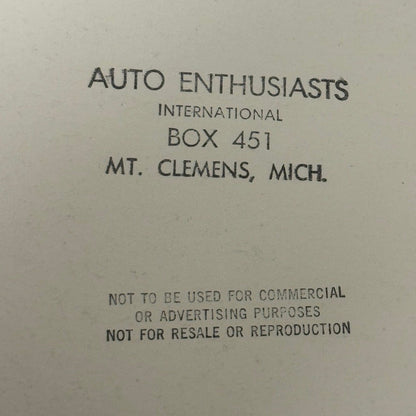 AUTO ENTHUSIASTS
INTERNATIONAL
BOX 451
MT. CLEMENS, MICH.
NOT TO BE USED FOR COMMERCIAL
OR ADVERTISING PURPOSES
NOT FOR RESALE OR REPRODUCTION